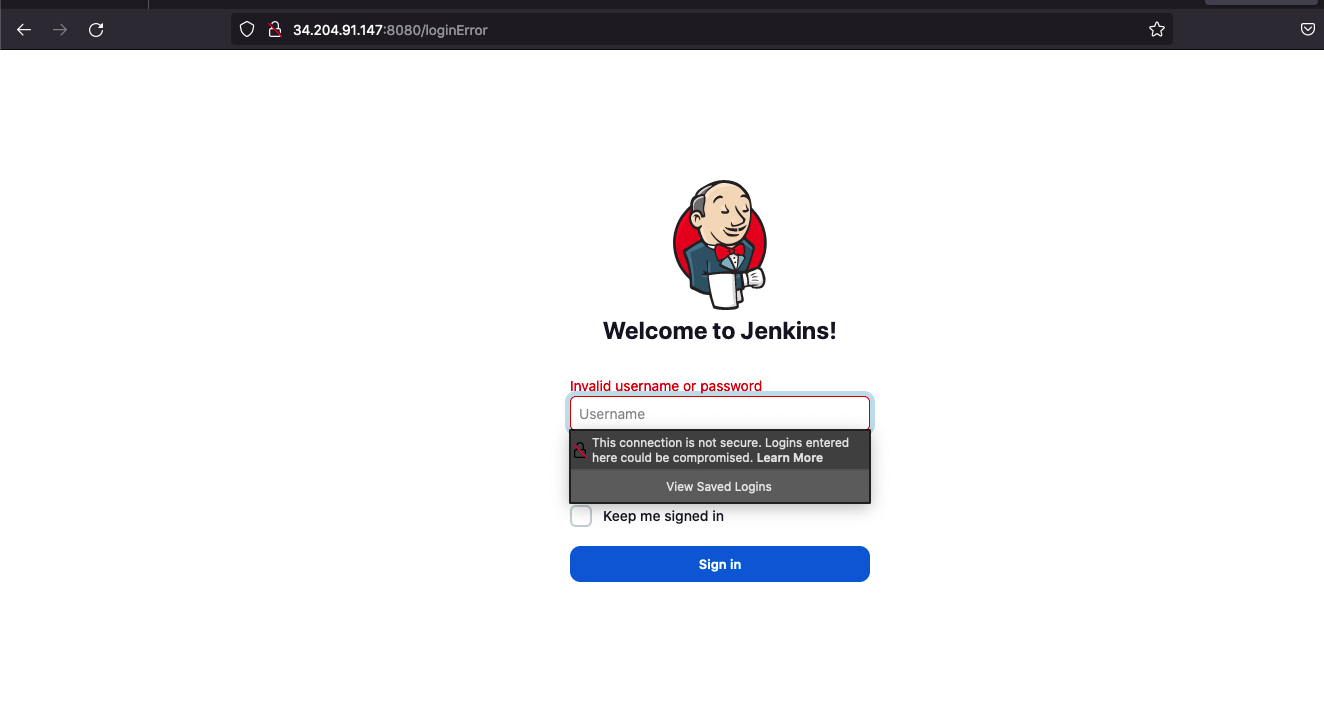 34.204.91.147:8080/loginError
Welcome to Jenkins!
Invalid username or password
Username
This connection is not secure. Logins entered
here could be compromised. Learn More
View Saved Logins
Keep me signed in
Sign in